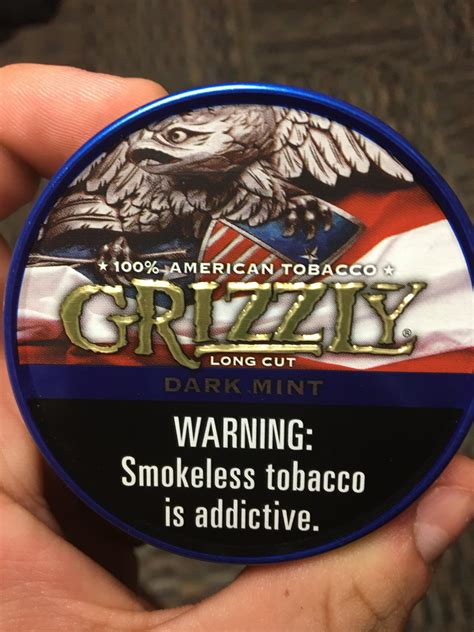 ★ 100% AMERICAN TOBACCO ★
GRIZZLY®
LONG CUT
DARK MINT
WARNING:
Smokeless tobacco
is addictive.